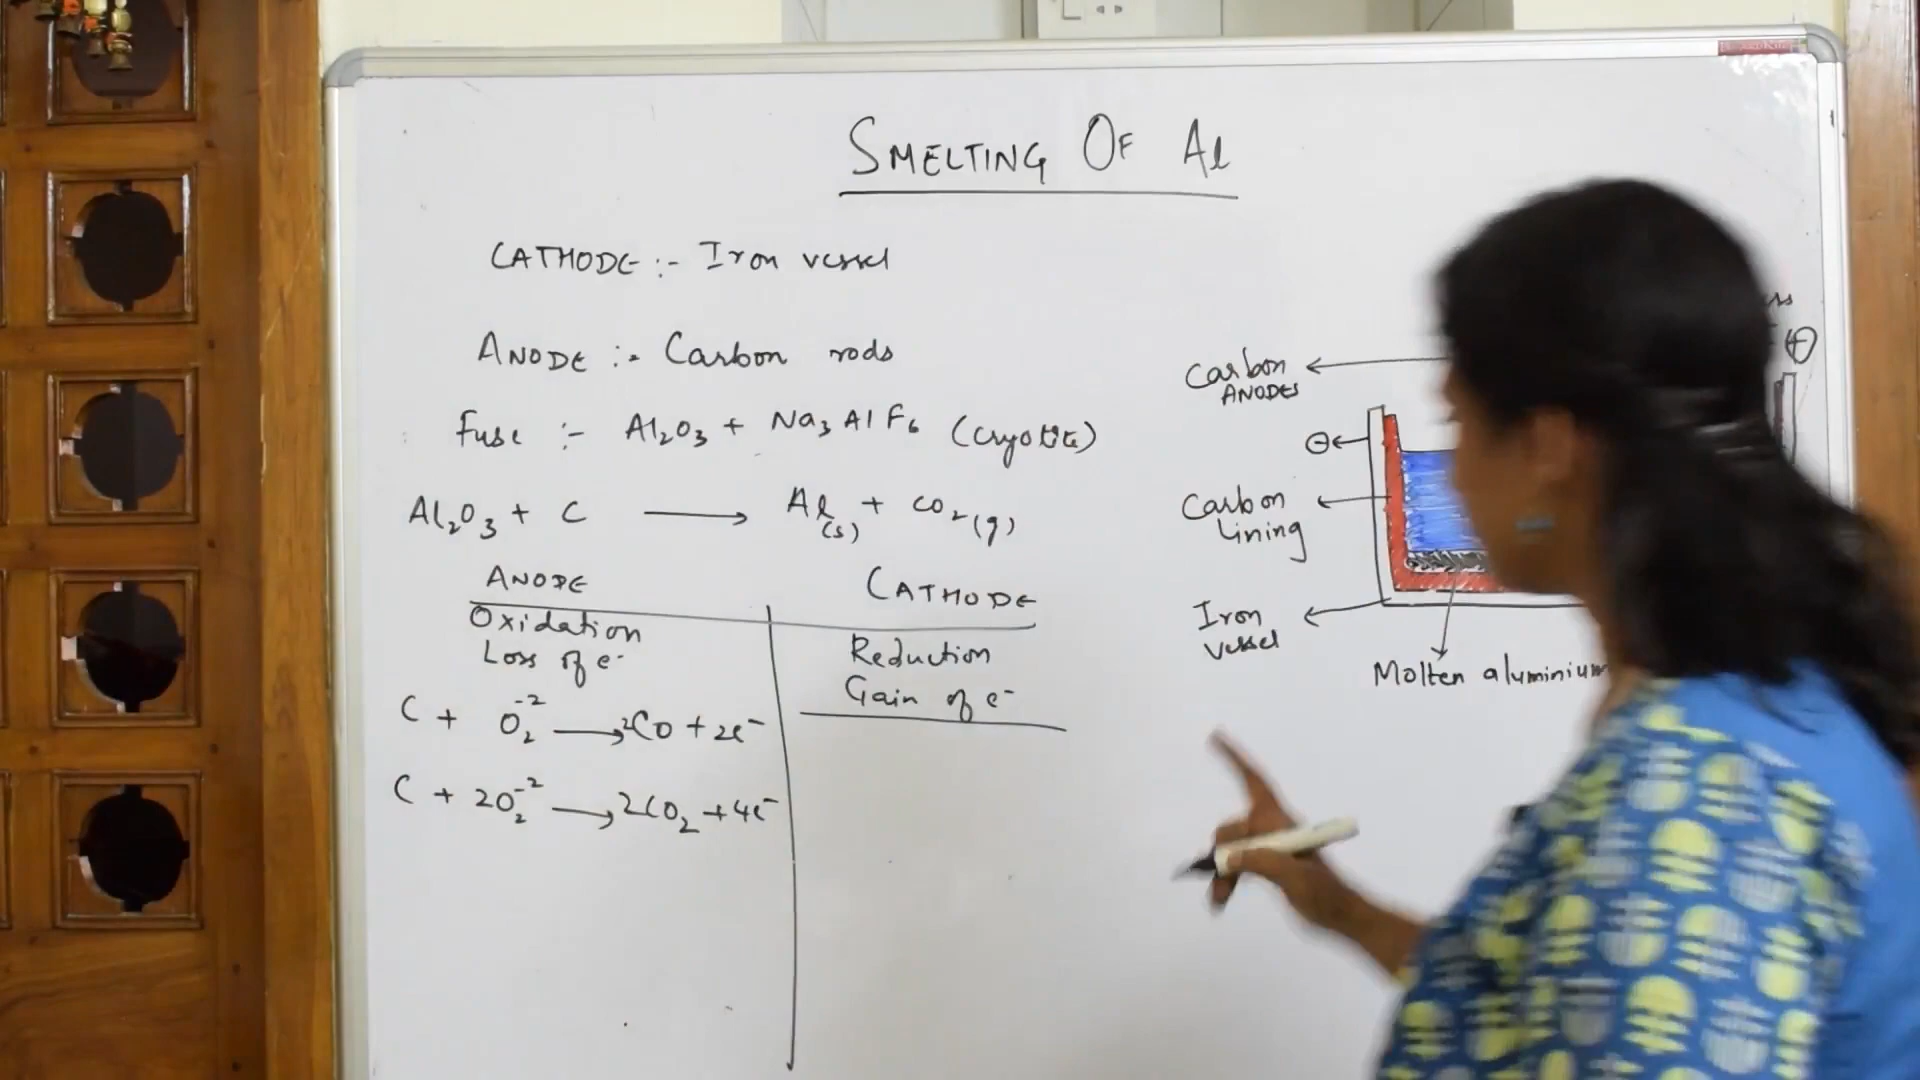 SMELTING OF Al
CATHODE :- Iron vessel
ANODE :- Carbon rods
Fuse :- Al₂O₃ + Na₃AlF₆ (cryolite)
Al₂O₃ + C ⟶ Al(s) + CO₂(g)
ANODE
Oxidation
Loss of e⁻
C + O₂⁻² ⟶ 2CO + 2e⁻
C + 2O₂⁻² ⟶ 2CO₂ + 4e⁻
CATHODE
Reduction
Gain of e⁻
Carbon
ANODES
⊕
⊖
Carbon
lining
Iron
vessel
Molten aluminium